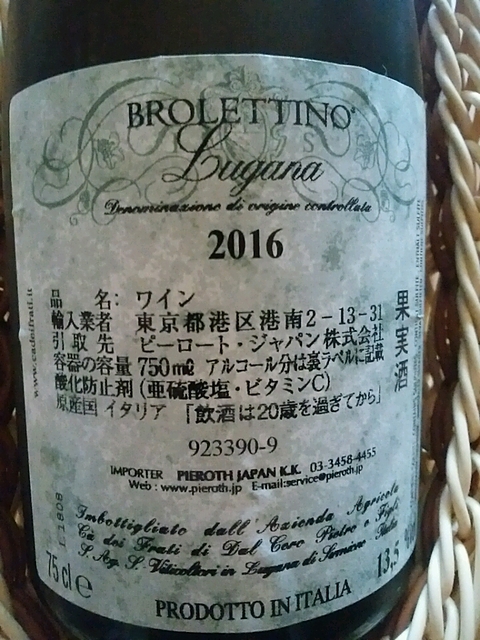 BROLETTINO®
Lugana
Denominazione di origine controllata
2016
品 名: ワイン
輸入業者 東京都港区港南2-13-31
引 取 先 ピーロート・ジャパン株式会社
容器の容量 750㎖ アルコール分は裏ラベルに記載
酸化防止剤(亜硫酸塩・ビタミンC)
原産国 イタリア 「飲酒は20歳を過ぎてから」
果実酒
923390-9
IMPORTER PIEROTH JAPAN K.K. 03-3458-4455
Web : www.pieroth.jp E-mail:service@pieroth.jp
Imbottigliato dall'Azienda Agricola
Cà dei Frati di Dal Cero Pietro e Figli
S. Ag. S. Viticoltori in Lugana di Sirmione Italia
75 cl e
13,5 %
PRODOTTO IN ITALIA
www.cadeifrati.it
L1808